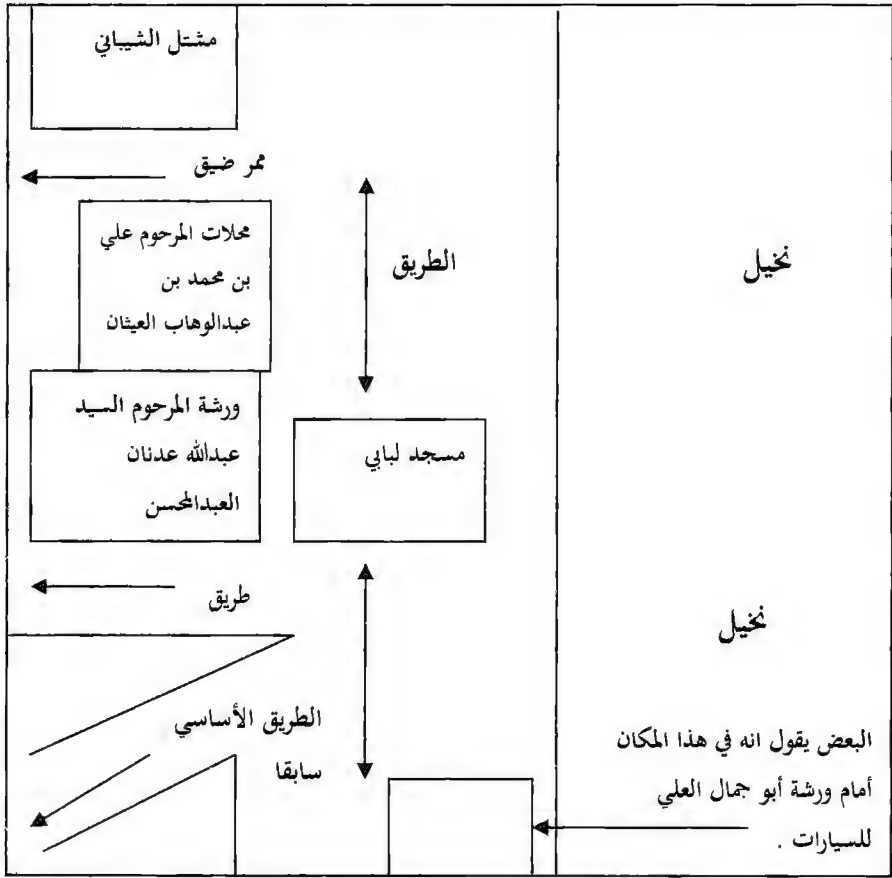 مشتل الشيباني
ممر ضيق
محلات المرحوم علي
بن محمد بن
عبدالوهاب العيثان
الطريق
نخيل
ورشة المرحوم السيد
عبدالله عدنان
العبدالمحسن
مسجد لبابي
طريق
نخيل
الطريق الأساسي
سابقا
البعض يقول انه في هذا المكان
أمام ورشة أبو جمال العلي
للسيارات .